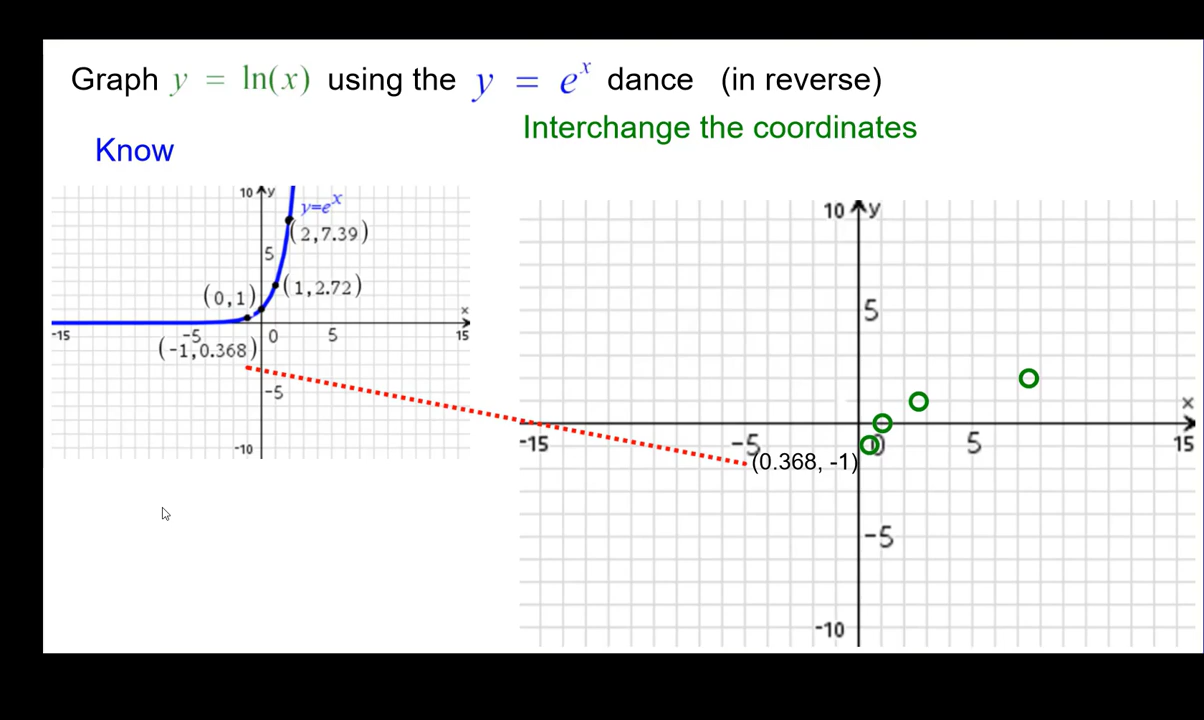 Graph y = ln(x) using the y = e^x dance (in reverse)
Interchange the coordinates
Know
10 y
y=e^x
(2,7.39)
5
(1,2.72)
(0,1)
x
-15 -5 0 5 15
(-1,0.368)
-5
-10
10 y
5
x
-15 -5 0 5 15
(0.368, -1)
-5
-10